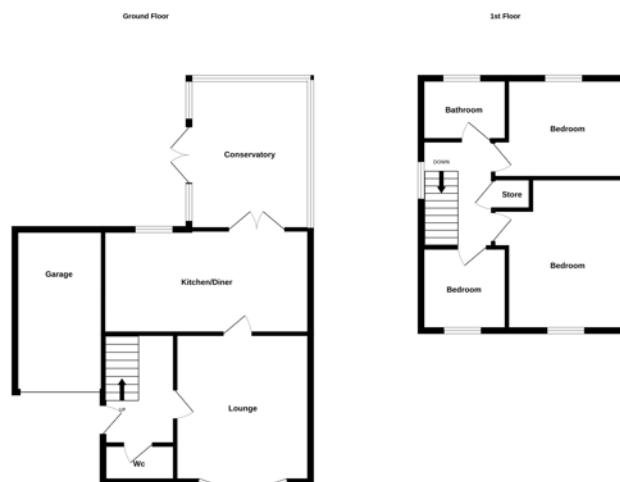 Ground Floor
Conservatory
Garage
Kitchen/Diner
UP
Lounge
Wc
1st Floor
Bathroom
Bedroom
DOWN
Store
Bedroom
Bedroom